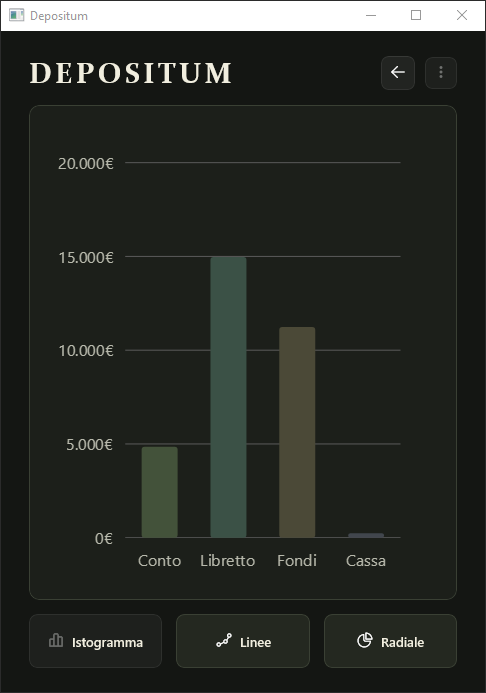 Depositum
DEPOSITUM
20.000€
15.000€
10.000€
5.000€
0€
Conto Libretto Fondi Cassa
Istogramma Linee Radiale